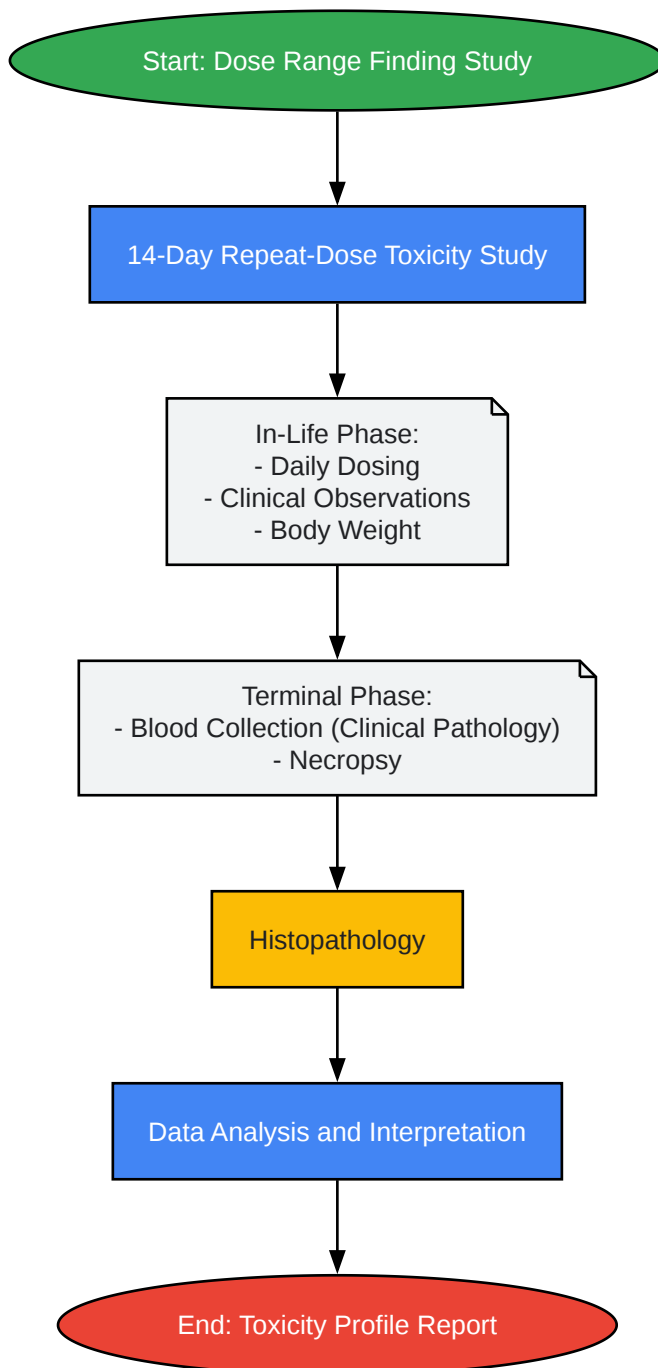 Start: Dose Range Finding Study
14-Day Repeat-Dose Toxicity Study
In-Life Phase:
- Daily Dosing
- Clinical Observations
- Body Weight
Terminal Phase:
- Blood Collection (Clinical Pathology)
- Necropsy
Histopathology
Data Analysis and Interpretation
End: Toxicity Profile Report